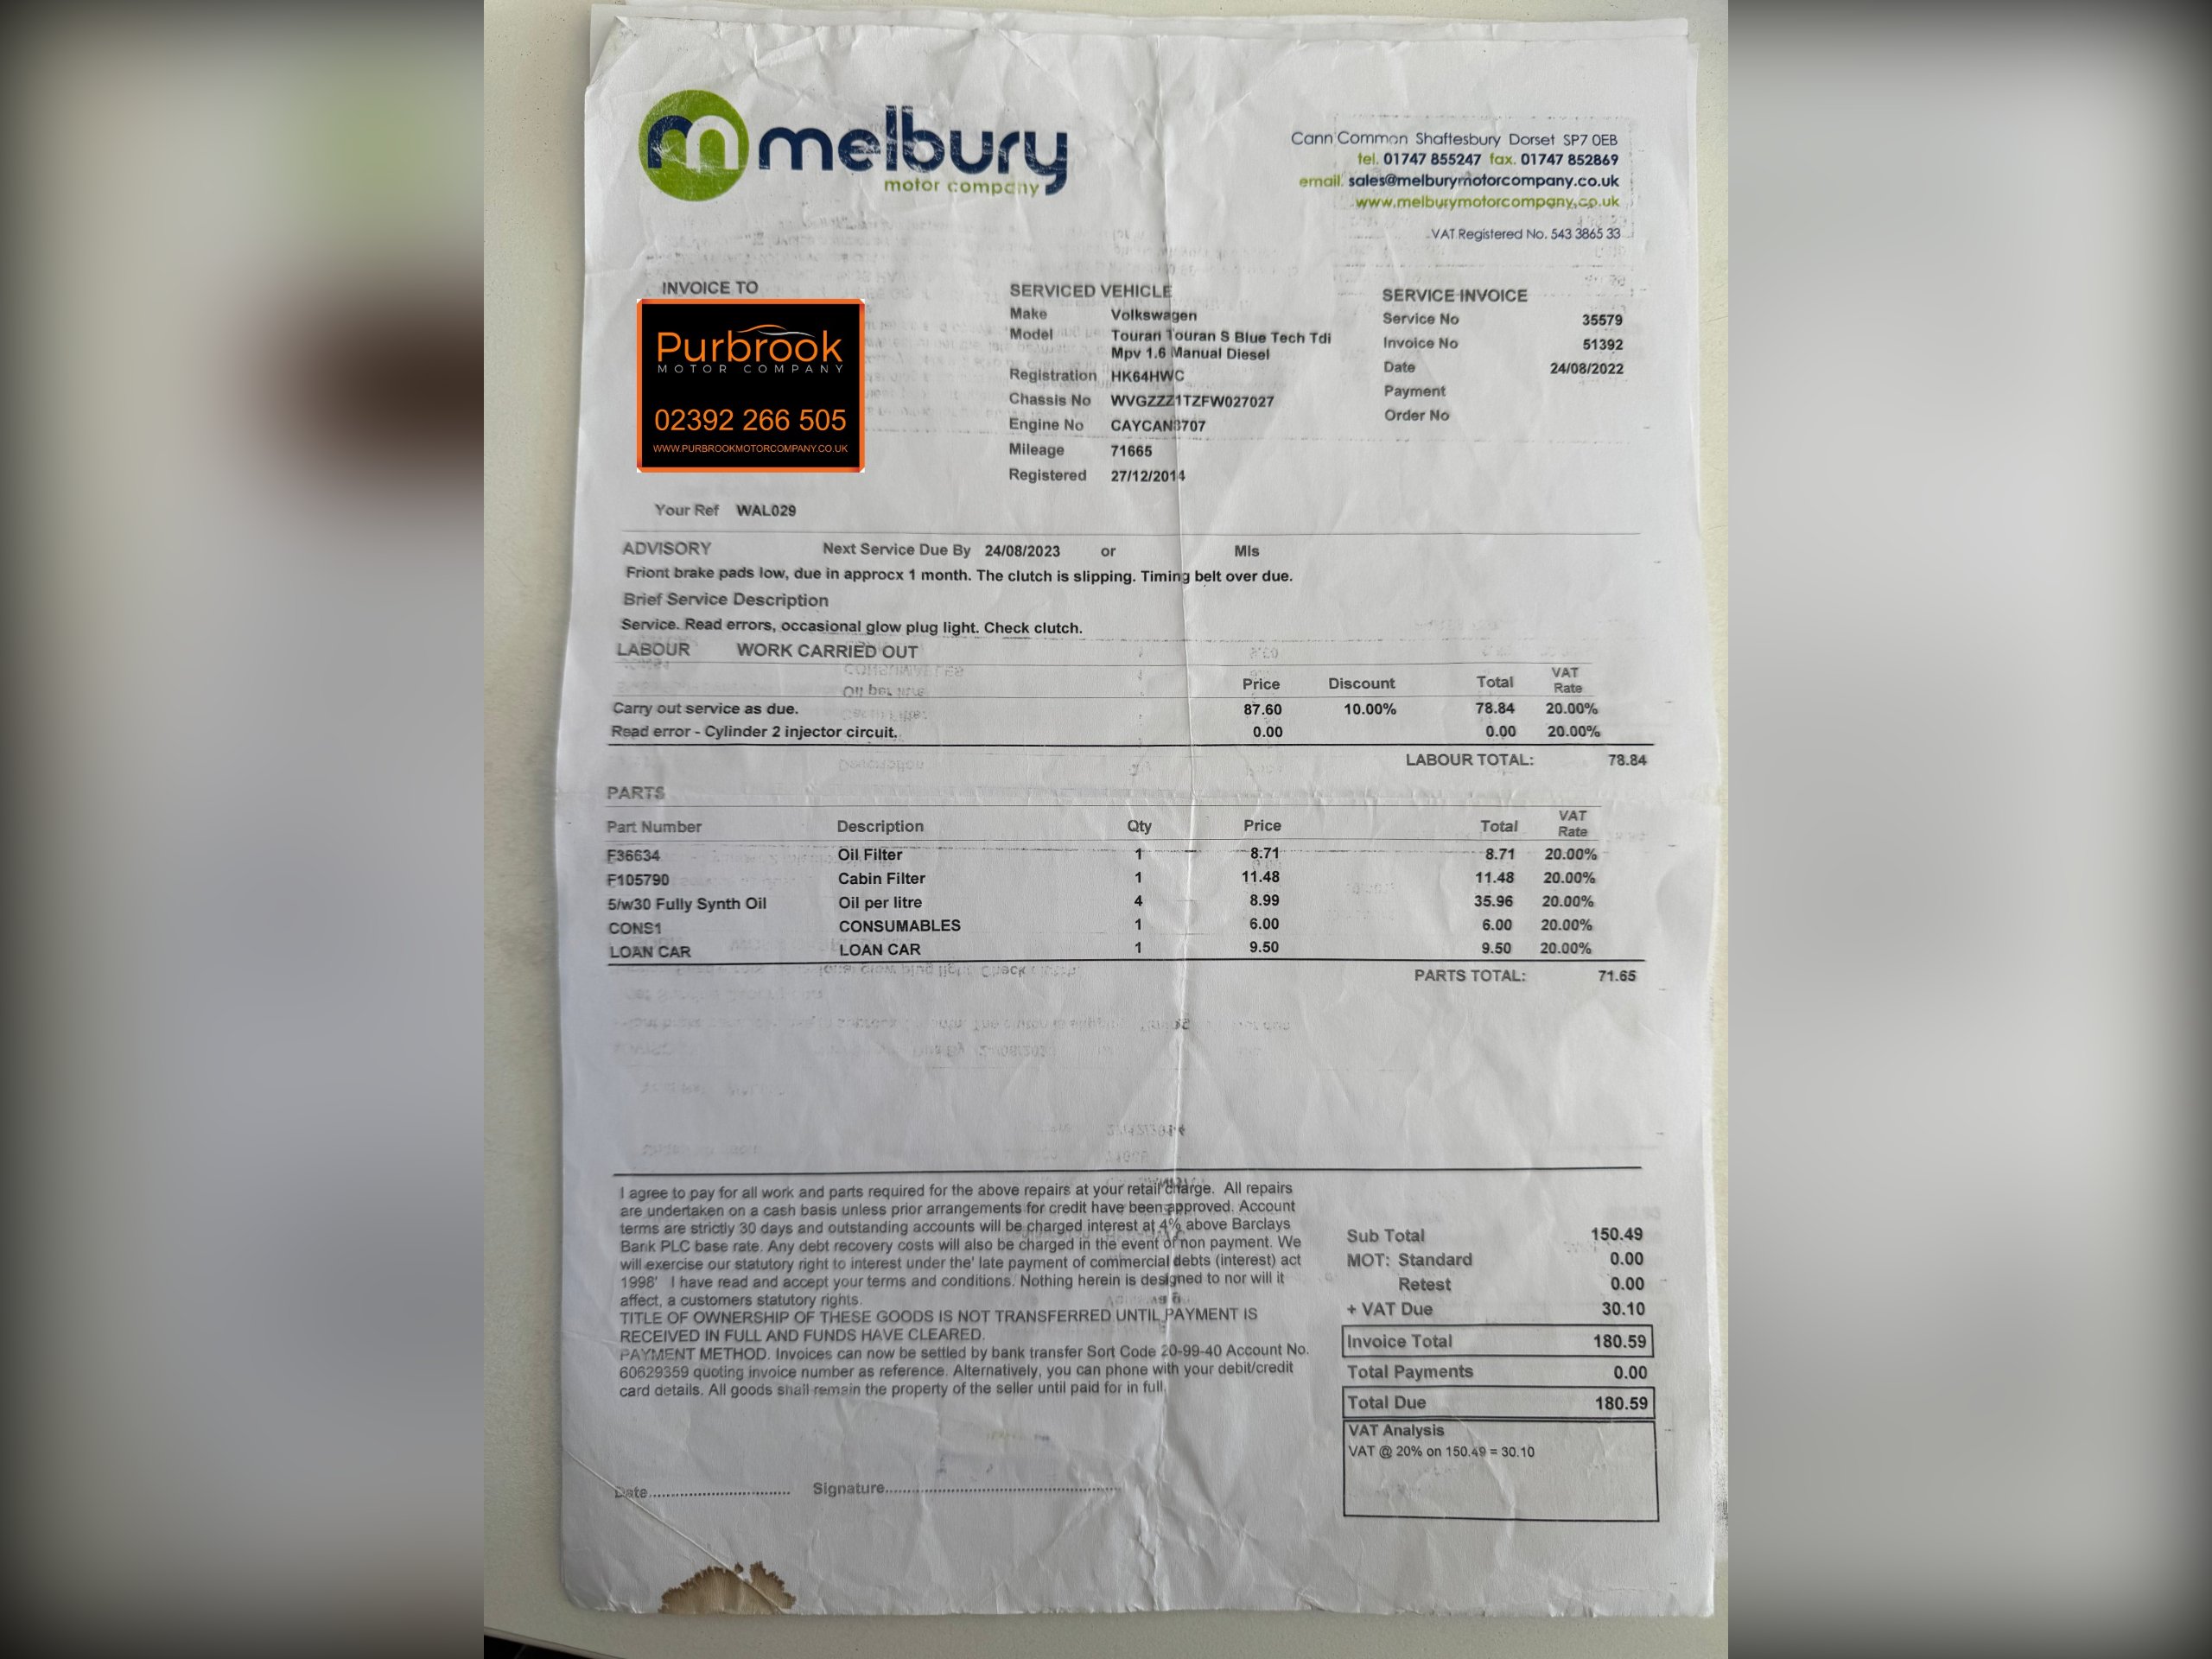 m melbury
motor company
Cann Common Shaftesbury Dorset SP7 0EB
tel. 01747 855247 fax. 01747 852869
email. sales@melburymotorcompany.co.uk
www.melburymotorcompany.co.uk
VAT Registered No. 543 3865 33
INVOICE TO
Purbrook
MOTOR COMPANY
02392 266 505
WWW.PURBROOKMOTORCOMPANY.CO.UK
SERVICED VEHICLE
Make Volkswagen
Model Touran Touran S Blue Tech Tdi
Mpv 1.6 Manual Diesel
Registration HK64HWC
Chassis No WVGZZZ1TZFW027027
Engine No CAYCAN3707
Mileage 71665
Registered 27/12/2014
SERVICE INVOICE
Service No 35579
Invoice No 51392
Date 24/08/2022
Payment
Order No
Your Ref WAL029
ADVISORY Next Service Due By 24/08/2023 or Mls
Friont brake pads low, due in approcx 1 month. The clutch is slipping. Timing belt over due.
Brief Service Description
Service. Read errors, occasional glow plug light. Check clutch.
LABOUR WORK CARRIED OUT
Price Discount Total VAT Rate
Carry out service as due. 87.60 10.00% 78.84 20.00%
Read error - Cylinder 2 injector circuit. 0.00 0.00 20.00%
LABOUR TOTAL: 78.84
PARTS
Part Number Description Qty Price Total VAT Rate
F36634 Oil Filter 1 8.71 8.71 20.00%
F105790 Cabin Filter 1 11.48 11.48 20.00%
5/w30 Fully Synth Oil Oil per litre 4 8.99 35.96 20.00%
CONS1 CONSUMABLES 1 6.00 6.00 20.00%
LOAN CAR LOAN CAR 1 9.50 9.50 20.00%
PARTS TOTAL: 71.65
I agree to pay for all work and parts required for the above repairs at your retail charge. All repairs
are undertaken on a cash basis unless prior arrangements for credit have been approved. Account
terms are strictly 30 days and outstanding accounts will be charged interest at 4% above Barclays
Bank PLC base rate. Any debt recovery costs will also be charged in the event of non payment. We
will exercise our statutory right to interest under the' late payment of commercial debts (interest) act
1998' I have read and accept your terms and conditions. Nothing herein is designed to nor will it
affect, a customers statutory rights.
TITLE OF OWNERSHIP OF THESE GOODS IS NOT TRANSFERRED UNTIL PAYMENT IS
RECEIVED IN FULL AND FUNDS HAVE CLEARED.
PAYMENT METHOD. Invoices can now be settled by bank transfer Sort Code 20-99-40 Account No.
60629359 quoting invoice number as reference. Alternatively, you can phone with your debit/credit
card details. All goods shall remain the property of the seller until paid for in full.
Sub Total 150.49
MOT: Standard 0.00
Retest 0.00
+ VAT Due 30.10
Invoice Total 180.59
Total Payments 0.00
Total Due 180.59
VAT Analysis
VAT @ 20% on 150.49 = 30.10
Date.............................. Signature..................................................